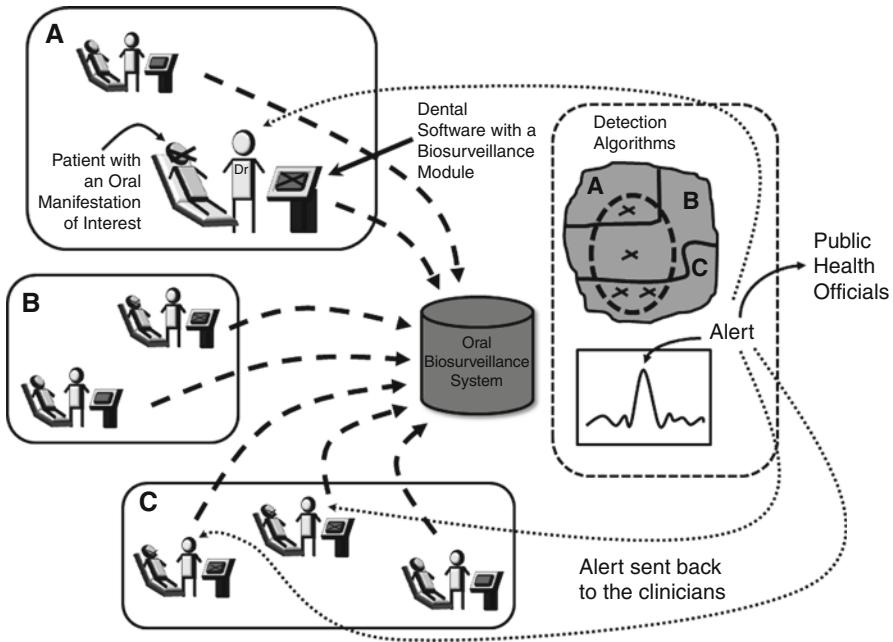 A
Patient with
an Oral
Manifestation
of Interest
Dr
Dental
Software with a
Biosurveillance
Module
B
C
Oral
Biosurveillance
System
Detection
Algorithms
A
B
C
Alert
Public
Health
Officials
Alert sent back
to the clinicians